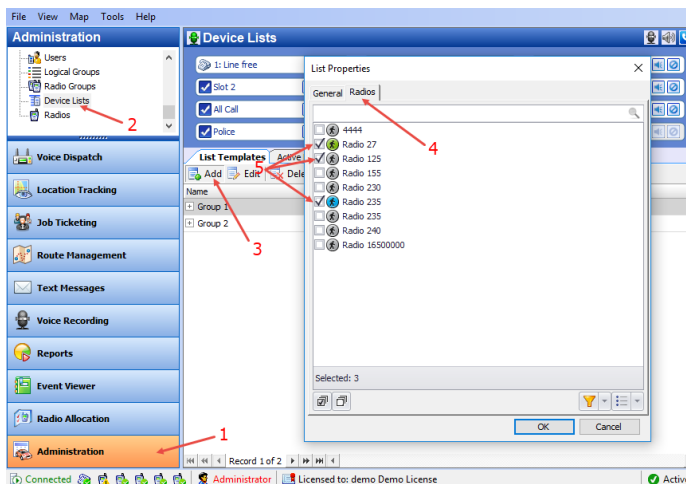 File View Map Tools Help
Administration
Users
Logical Groups
Radio Groups
Device Lists
Radios
2
Voice Dispatch
Location Tracking
Job Ticketing
Route Management
Text Messages
Voice Recording
Reports
Event Viewer
Radio Allocation
Administration
1
Device Lists
1: Line free
Slot 2
All Call
Police
List Templates Active
Add Edit Dele
5
Name
Group 1
Group 2
3
Record 1 of 2
List Properties
General Radios
4
4444
Radio 27
Radio 125
Radio 155
Radio 230
Radio 235
Radio 235
Radio 240
Radio 16500000
Selected: 3
OK Cancel
Connected Administrator Licensed to: demo Demo License Active